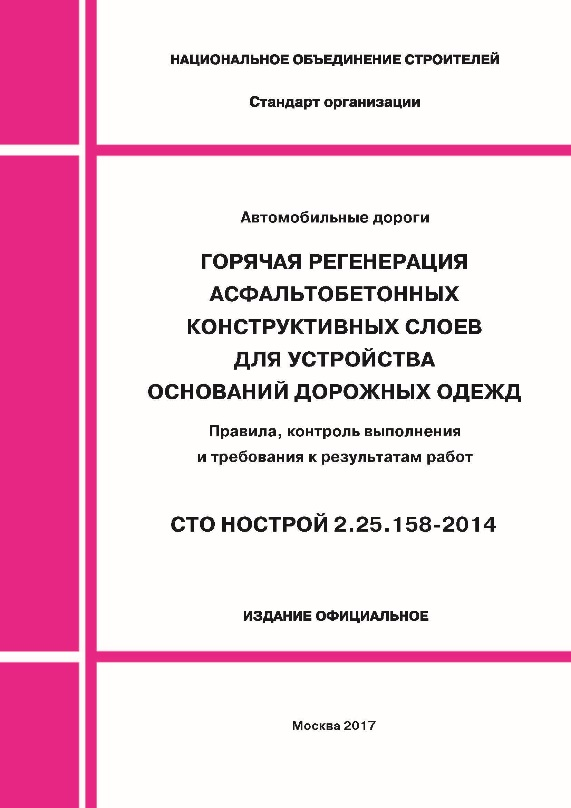 НАЦИОНАЛЬНОЕ ОБЪЕДИНЕНИЕ СТРОИТЕЛЕЙ
Стандарт организации
Автомобильные дороги
ГОРЯЧАЯ РЕГЕНЕРАЦИЯ
АСФАЛЬТОБЕТОННЫХ
КОНСТРУКТИВНЫХ СЛОЕВ
ДЛЯ УСТРОЙСТВА
ОСНОВАНИЙ ДОРОЖНЫХ ОДЕЖД
Правила, контроль выполнения
и требования к результатам работ
СТО НОСТРОЙ 2.25.158-2014
ИЗДАНИЕ ОФИЦИАЛЬНОЕ
Москва 2017